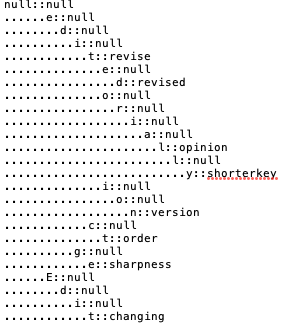 null::null
......e::null
........d::null
..........i::null
............t::revise
..............e::null
................d::revised
..............o::null
................r::null
..................i::null
....................a::null
......................l::opinion
........................l::null
..........................y::shorterkey
..............i::null
................o::null
..................n::version
............c::null
..............t::order
..........g::null
............e::sharpness
......E::null
........d::null
..........i::null
............t::changing